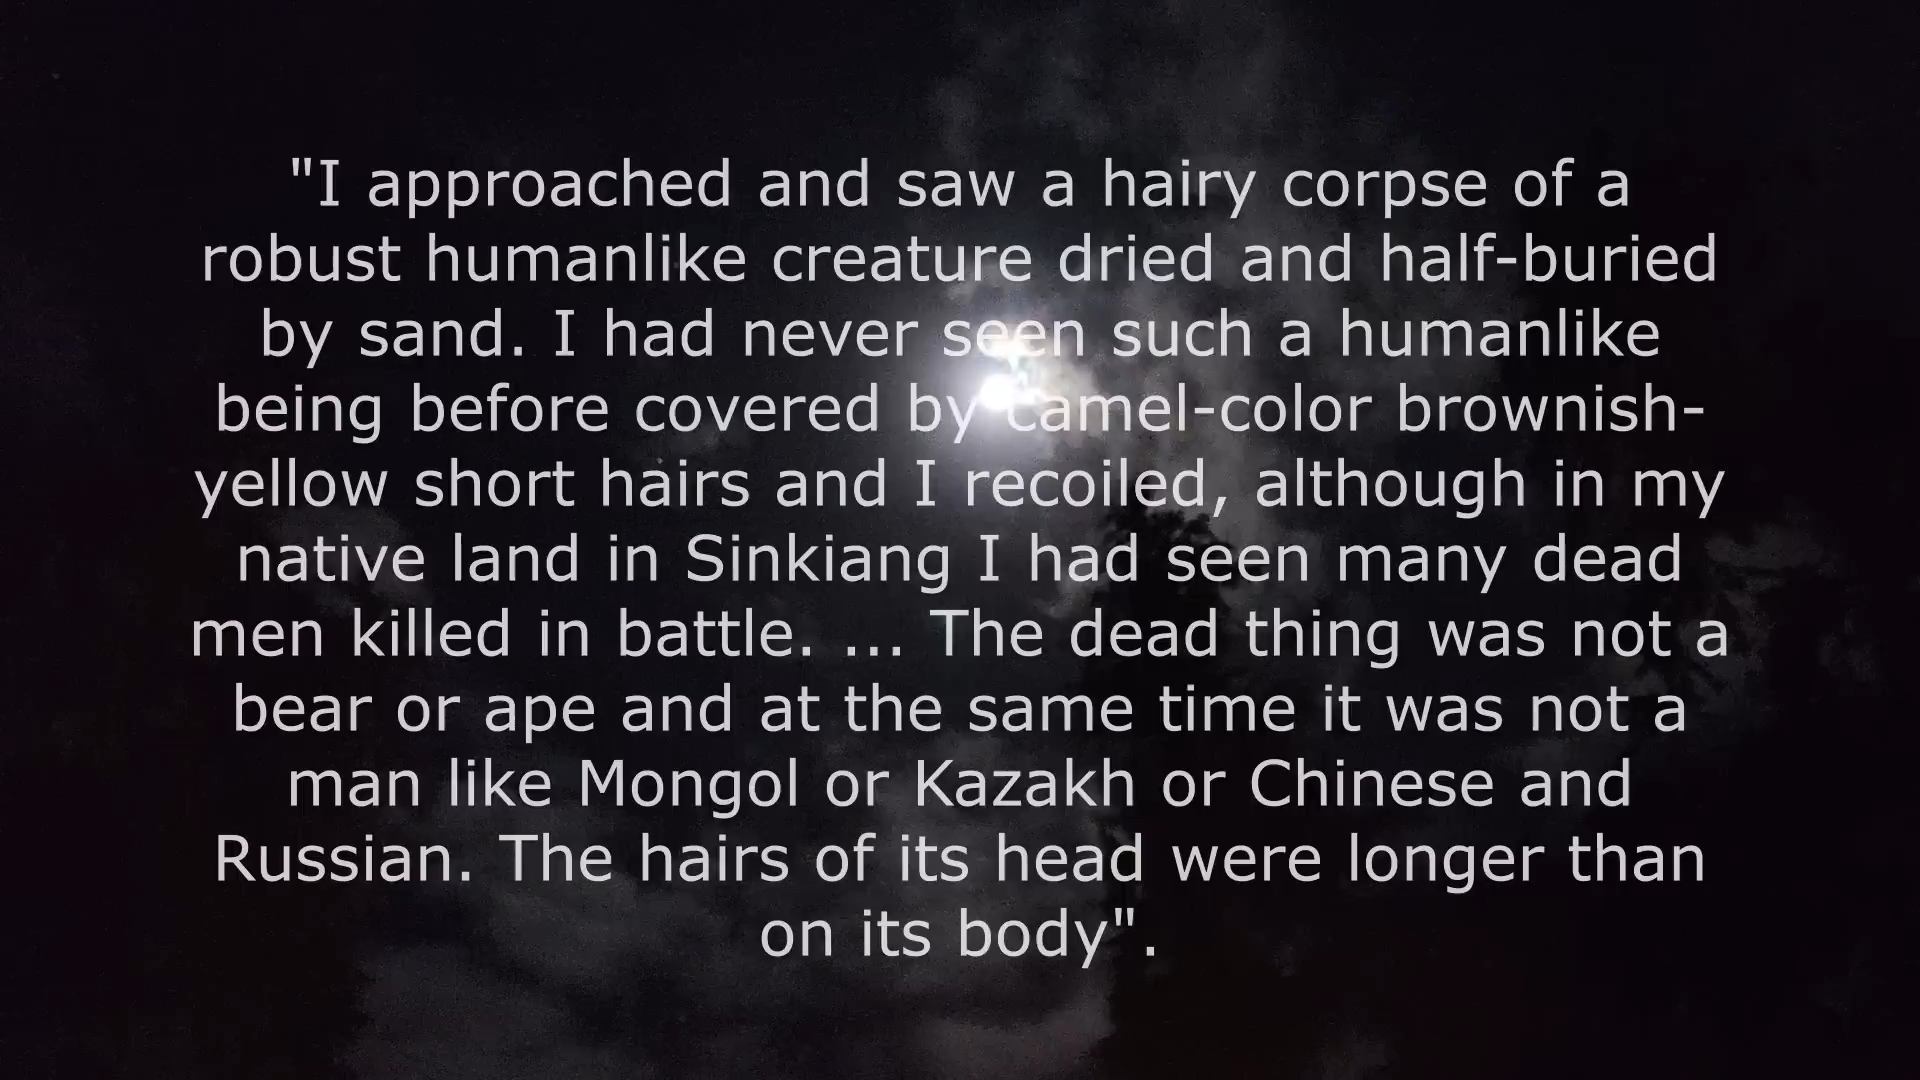 "I approached and saw a hairy corpse of a
robust humanlike creature dried and half-buried
by sand. I had never seen such a humanlike
being before covered by camel-color brownish-
yellow short hairs and I recoiled, although in my
native land in Sinkiang I had seen many dead
men killed in battle. ... The dead thing was not a
bear or ape and at the same time it was not a
man like Mongol or Kazakh or Chinese and
Russian. The hairs of its head were longer than
on its body".